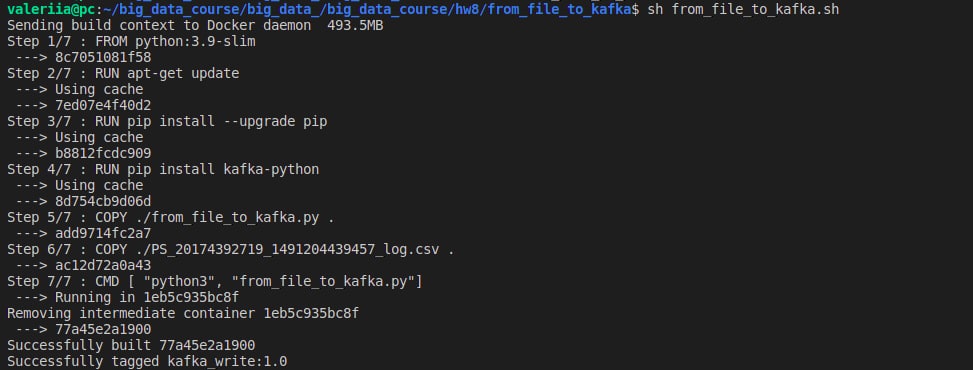 valeriia@pc:~/big_data_course/big_data_/big_data_course/hw8/from_file_to_kafka$ sh from_file_to_kafka.sh
Sending build context to Docker daemon  493.5MB
Step 1/7 : FROM python:3.9-slim
 ---> 8c7051081f58
Step 2/7 : RUN apt-get update
 ---> Using cache
 ---> 7ed07e4f40d2
Step 3/7 : RUN pip install --upgrade pip
 ---> Using cache
 ---> b8812fcdc909
Step 4/7 : RUN pip install kafka-python
 ---> Using cache
 ---> 8d754cb9d06d
Step 5/7 : COPY ./from_file_to_kafka.py .
 ---> add9714fc2a7
Step 6/7 : COPY ./PS_20174392719_1491204439457_log.csv .
 ---> ac12d72a0a43
Step 7/7 : CMD [ "python3", "from_file_to_kafka.py"]
 ---> Running in 1eb5c935bc8f
Removing intermediate container 1eb5c935bc8f
 ---> 77a45e2a1900
Successfully built 77a45e2a1900
Successfully tagged kafka_write:1.0